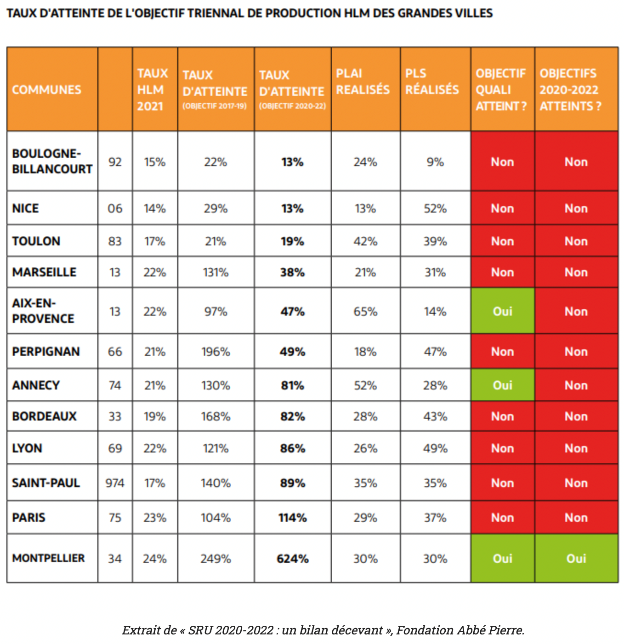 TAUX D'ATTEINTE DE L'OBJECTIF TRIENNAL DE PRODUCTION HLM DES GRANDES VILLES
COMMUNES TAUX HLM 2021 TAUX D'ATTEINTE (OBJECTIF 2017-19) TAUX D'ATTEINTE (OBJECTIF 2020-22) PLAI REALISÉS PLS RÉALISÉS OBJECTIF QUALI ATTEINT ? OBJECTIFS 2020-2022 ATTEINTS ?
BOULOGNE-BILLANCOURT 92 15% 22% 13% 24% 9% Non Non
NICE 06 14% 29% 13% 13% 52% Non Non
TOULON 83 17% 21% 19% 42% 39% Non Non
MARSEILLE 13 22% 131% 38% 21% 31% Non Non
AIX-EN-PROVENCE 13 22% 97% 47% 65% 14% Oui Non
PERPIGNAN 66 21% 196% 49% 18% 47% Non Non
ANNECY 74 21% 130% 81% 52% 28% Oui Non
BORDEAUX 33 19% 168% 82% 28% 43% Non Non
LYON 69 22% 121% 86% 26% 49% Non Non
SAINT-PAUL 974 17% 140% 89% 35% 35% Non Non
PARIS 75 23% 104% 114% 29% 37% Non Non
MONTPELLIER 34 24% 249% 624% 30% 30% Oui Oui
Extrait de « SRU 2020-2022 : un bilan décevant », Fondation Abbé Pierre.